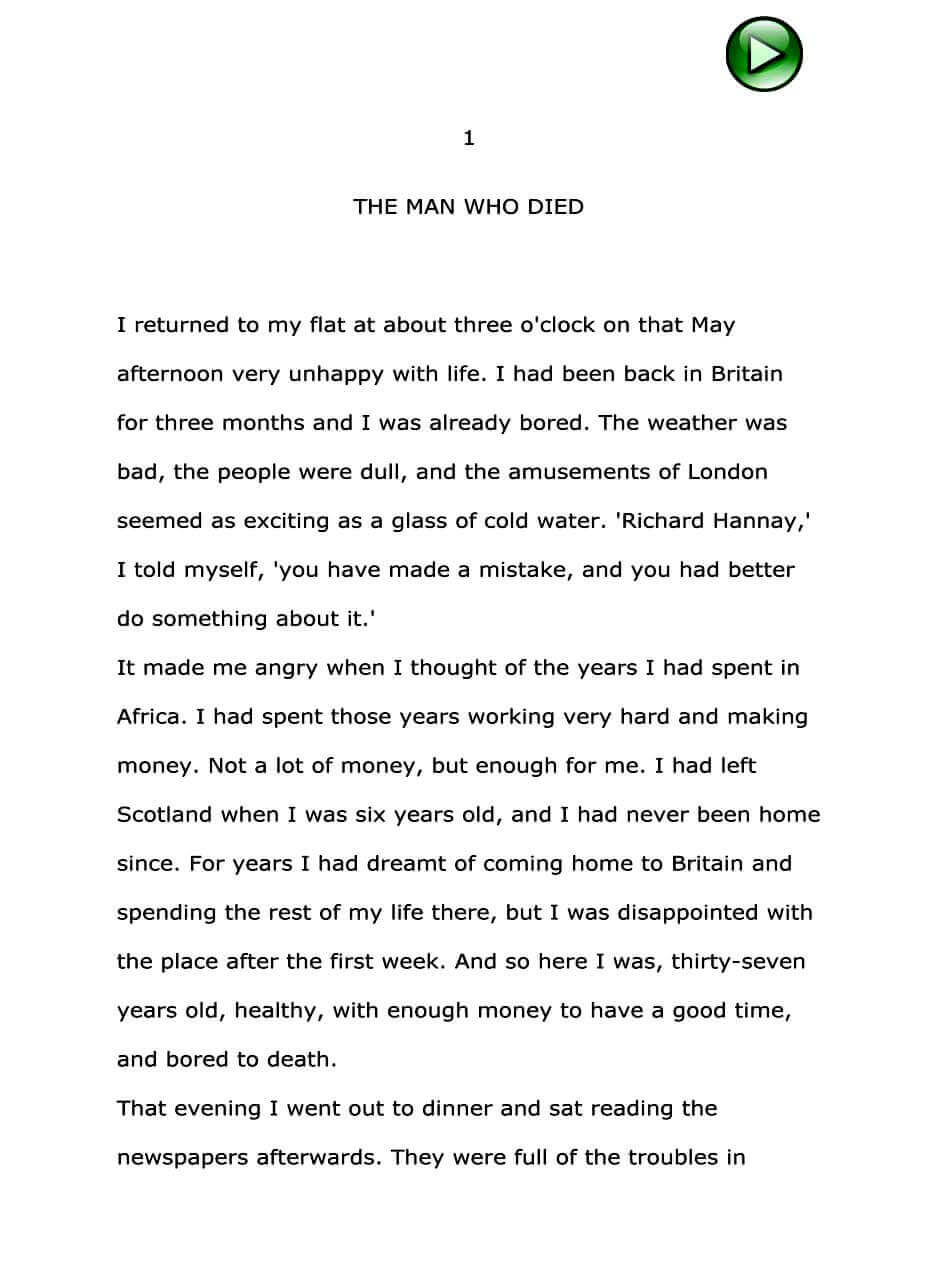 1
THE MAN WHO DIED
I returned to my flat at about three o'clock on that May
afternoon very unhappy with life. I had been back in Britain
for three months and I was already bored. The weather was
bad, the people were dull, and the amusements of London
seemed as exciting as a glass of cold water. 'Richard Hannay,'
I told myself, 'you have made a mistake, and you had better
do something about it.'
It made me angry when I thought of the years I had spent in
Africa. I had spent those years working very hard and making
money. Not a lot of money, but enough for me. I had left
Scotland when I was six years old, and I had never been home
since. For years I had dreamt of coming home to Britain and
spending the rest of my life there, but I was disappointed with
the place after the first week. And so here I was, thirty-seven
years old, healthy, with enough money to have a good time,
and bored to death.
That evening I went out to dinner and sat reading the
newspapers afterwards. They were full of the troubles in